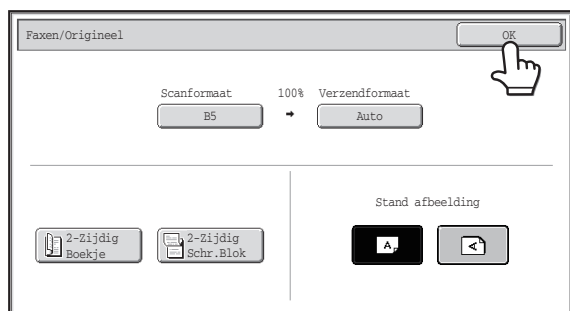 Faxen/Origineel
OK
Scanformaat 100% Verzendformaat
B5 Auto
Stand afbeelding
2-Zijdig
Boekje
2-Zijdig
Schr.Blok
A
A